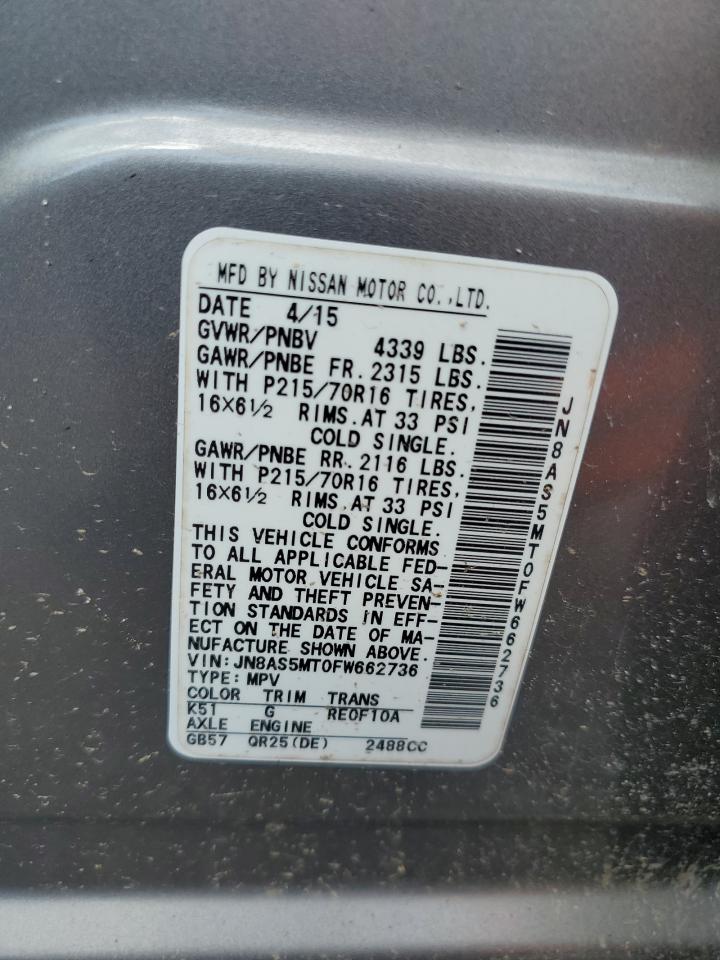 MFD BY NISSAN MOTOR CO.,LTD.
DATE 4/15
GVWR/PNBV 4339 LBS.
GAWR/PNBE FR. 2315 LBS.
WITH P215/70R16 TIRES,
16X6½ RIMS.AT 33 PSI
COLD SINGLE.
GAWR/PNBE RR. 2116 LBS.
WITH P215/70R16 TIRES,
16X6½ RIMS.AT 33 PSI
COLD SINGLE.
THIS VEHICLE CONFORMS
TO ALL APPLICABLE FED-
ERAL MOTOR VEHICLE SA-
FETY AND THEFT PREVEN-
TION STANDARDS IN EFF-
ECT ON THE DATE OF MA-
NUFACTURE SHOWN ABOVE.
VIN: JN8AS5MT0FW662736
TYPE: MPV
COLOR TRIM TRANS
K51 G RE0F10A
AXLE ENGINE
GB57 QR25(DE) 2488CC
JN8AS5MT0FW662736